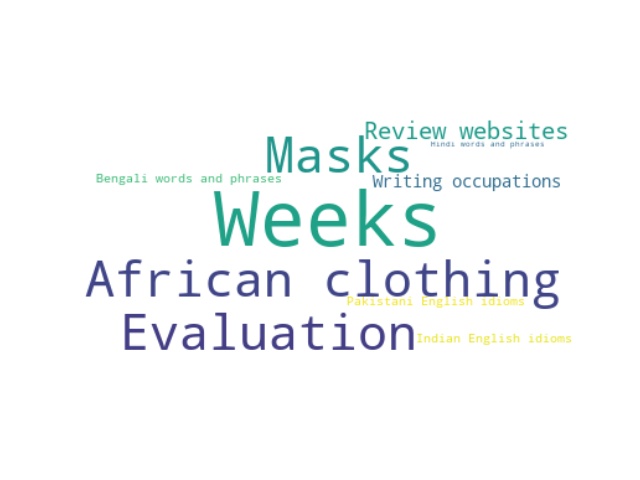 Review websites
Hindi words and phrases
Masks
Bengali words and phrases
Writing occupations
Weeks
African clothing
Pakistani English idioms
Evaluation
Indian English idioms